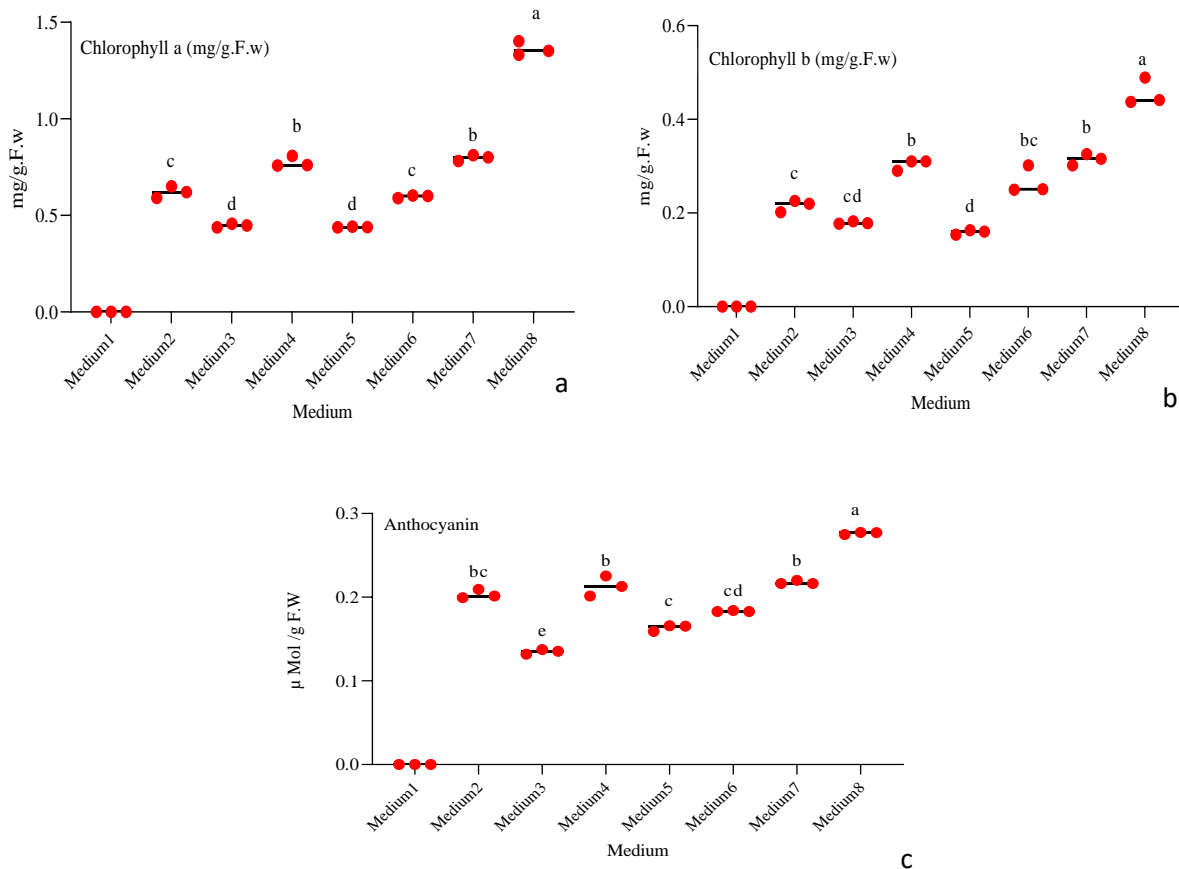 Chlorophyll a (mg/g.F.w)
mg/g.F.w
1.5
1.0
0.5
0.0
c
d
b
d
c
b
a
Medium1
Medium2
Medium3
Medium4
Medium5
Medium6
Medium7
Medium8
Medium
a
Chlorophyll b (mg/g.F.w)
mg/g.F.w
0.6
0.4
0.2
0.0
c
cd
b
d
bc
b
a
Medium1
Medium2
Medium3
Medium4
Medium5
Medium6
Medium7
Medium8
Medium
b
Anthocyanin
µ Mol /g F.W
0.3
0.2
0.1
0.0
bc
e
b
c
cd
b
a
Medium1
Medium2
Medium3
Medium4
Medium5
Medium6
Medium7
Medium8
Medium
c